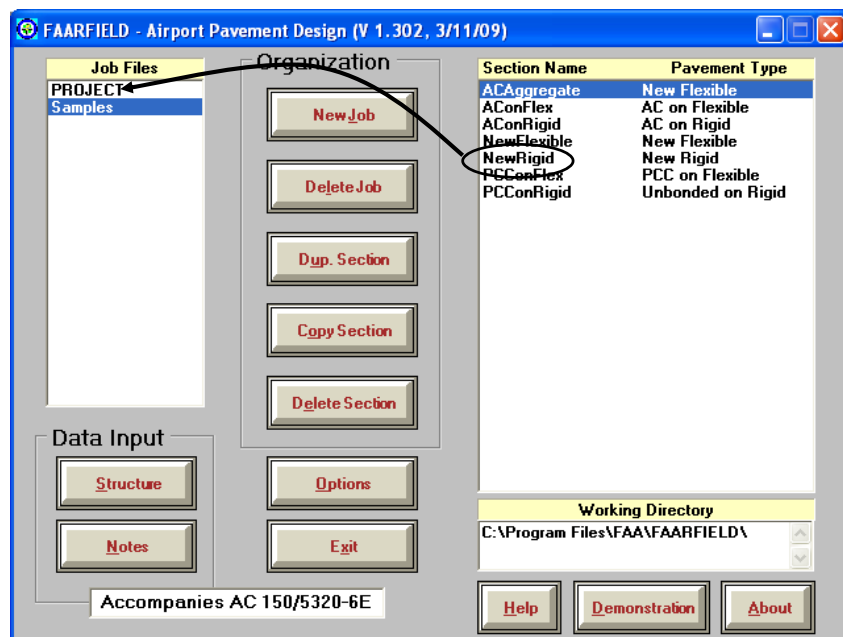 FAARFIELD - Airport Pavement Design (V 1.302, 3/11/09)
Job Files
PROJECT
Samples
Organization
New Job
Delete Job
Dup. Section
Copy Section
Delete Section
Section Name Pavement Type
ACAggregate New Flexible
AConFlex AC on Flexible
AConRigid AC on Rigid
NewFlexible New Flexible
NewRigid New Rigid
PCConFlex PCC on Flexible
PCConRigid Unbonded on Rigid
Data Input
Structure
Notes
Options
Exit
Working Directory
C:\Program Files\FAA\FAARFIELD\
Accompanies AC 150/5320-6E
Help
Demonstration
About